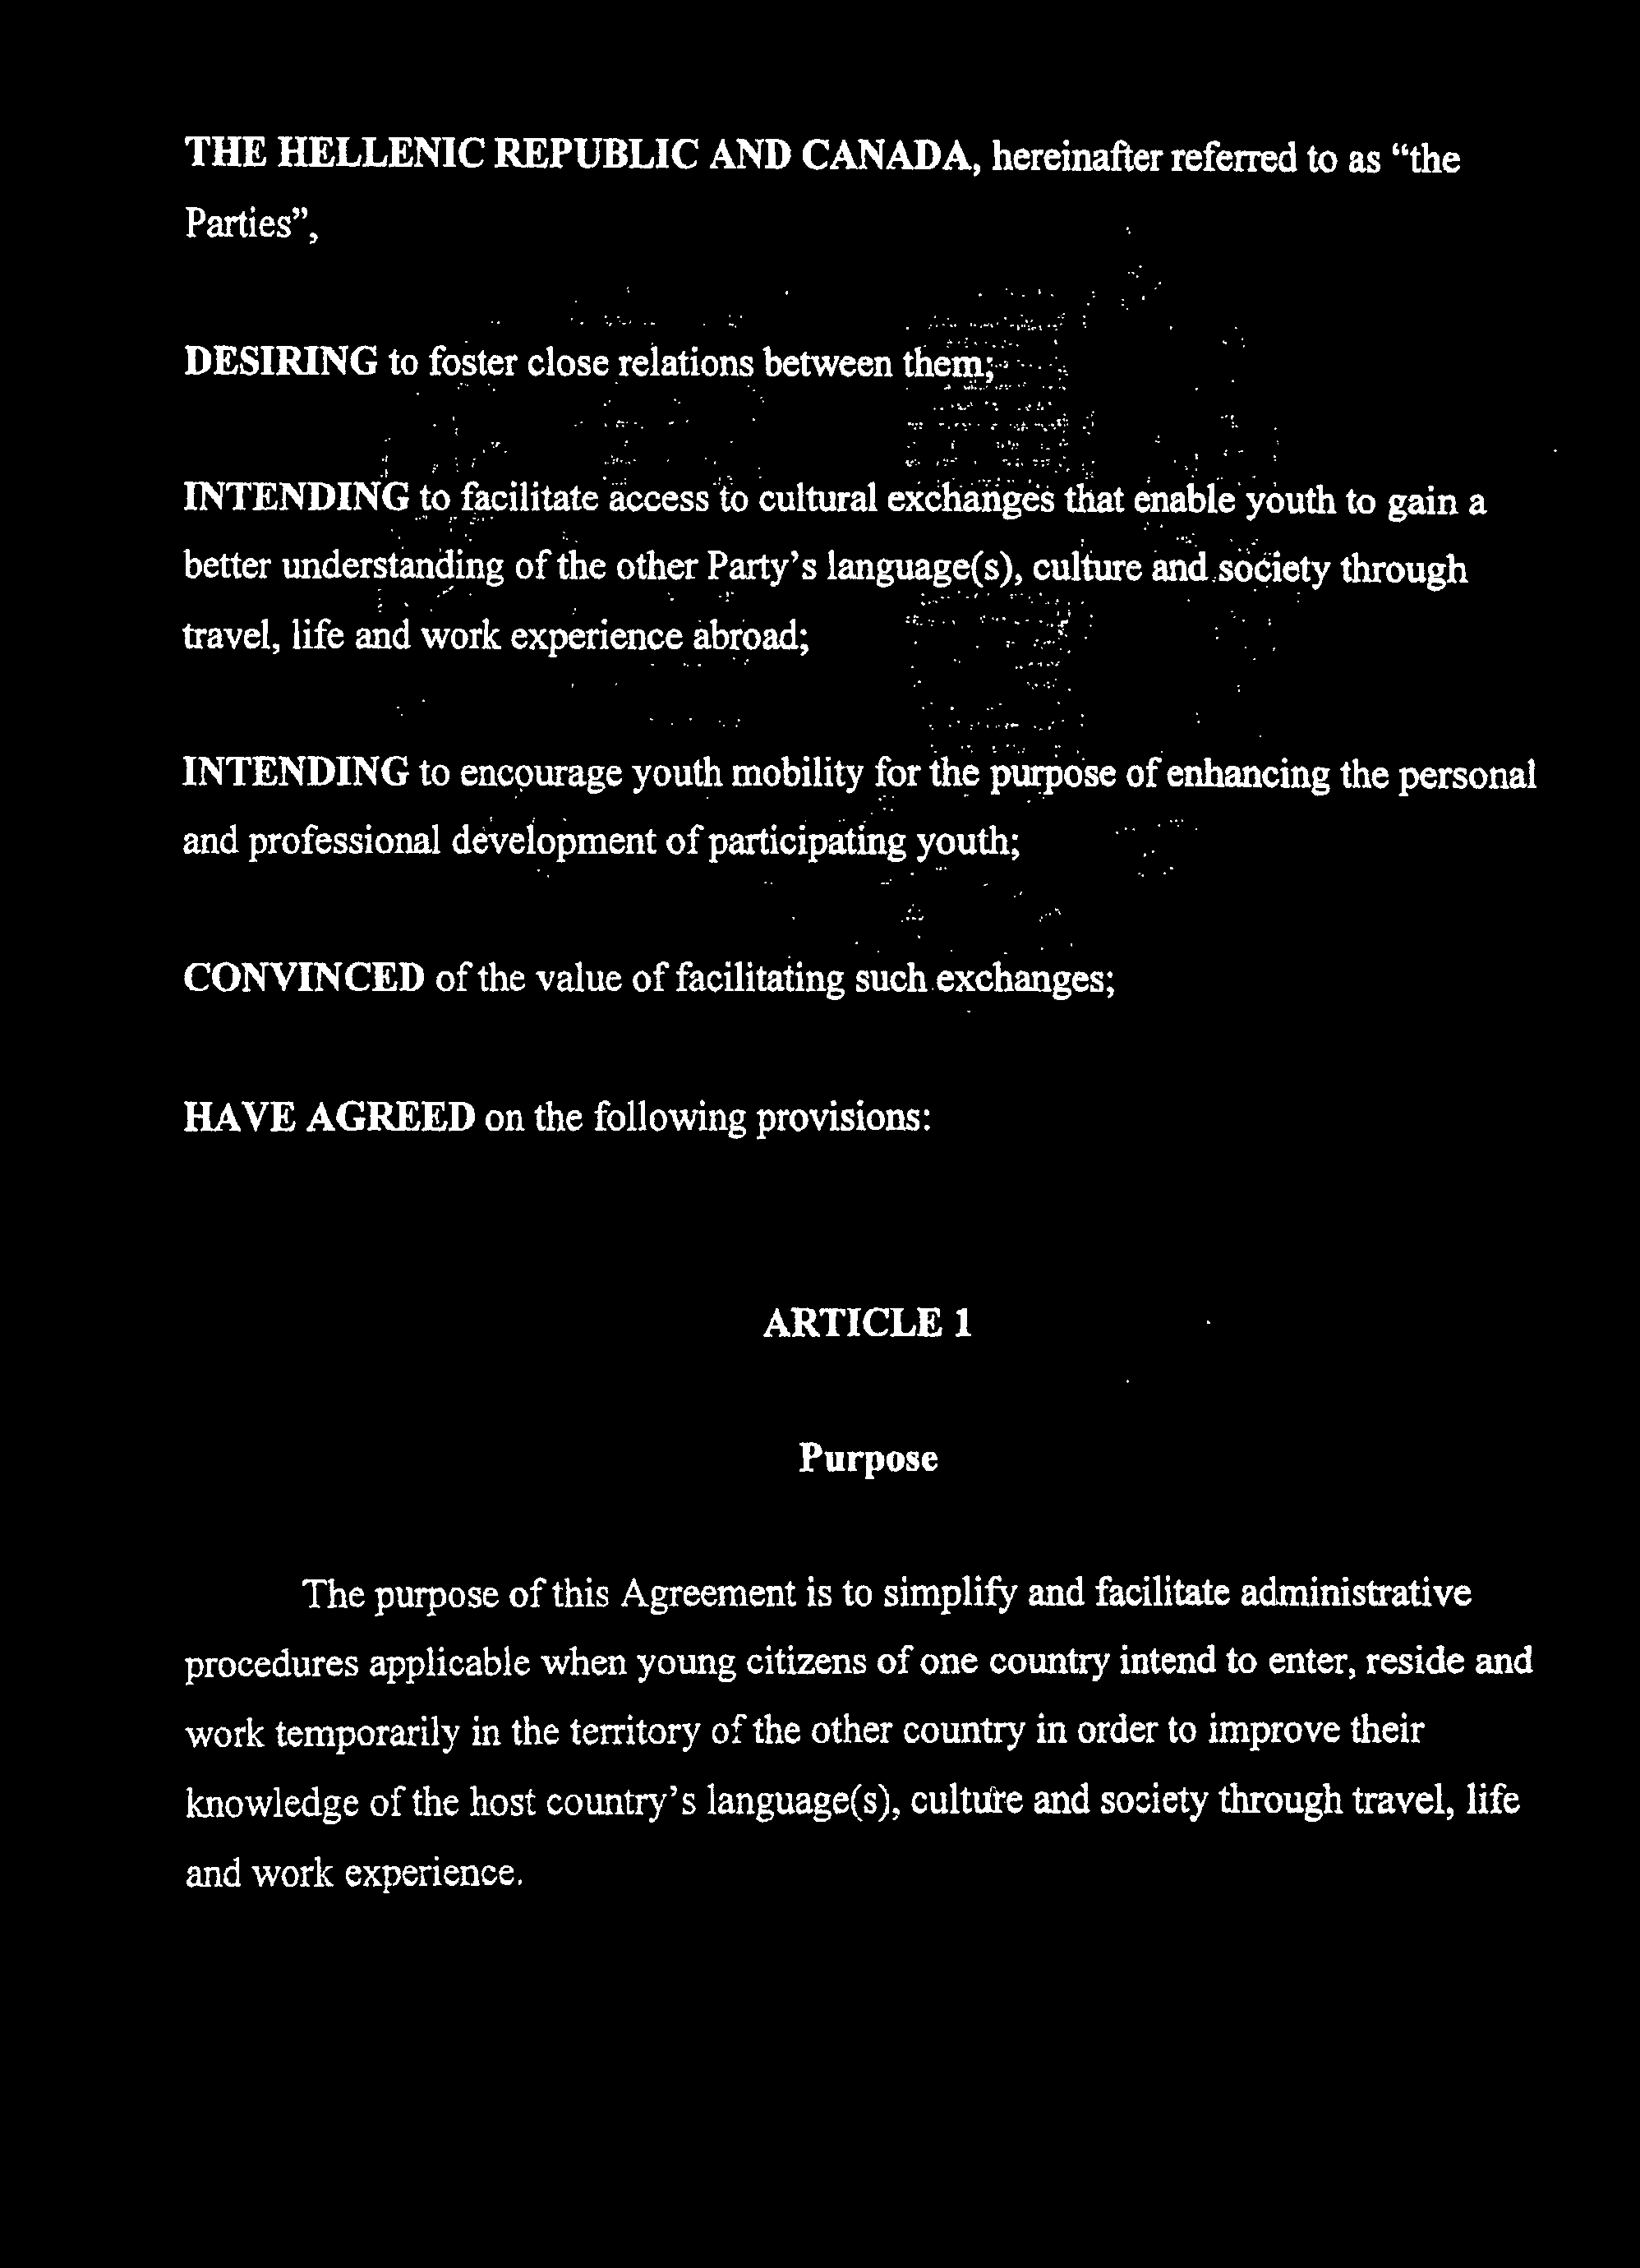 THE HELLENIC REPUBLIC AND CANADA, hereinafter referred to as “the
Parties”,
DESIRING to foster close relations between them;
INTENDING to facilitate access to cultural exchanges that enable youth to gain a
better understanding of the other Party’s language(s), culture and society through
travel, life and work experience abroad;
INTENDING to encourage youth mobility for the purpose of enhancing the personal
and professional development of participating youth;
CONVINCED of the value of facilitating such exchanges;
HAVE AGREED on the following provisions:
ARTICLE 1
Purpose
The purpose of this Agreement is to simplify and facilitate administrative
procedures applicable when young citizens of one country intend to enter, reside and
work temporarily in the territory of the other country in order to improve their
knowledge of the host country’s language(s), culture and society through travel, life
and work experience.